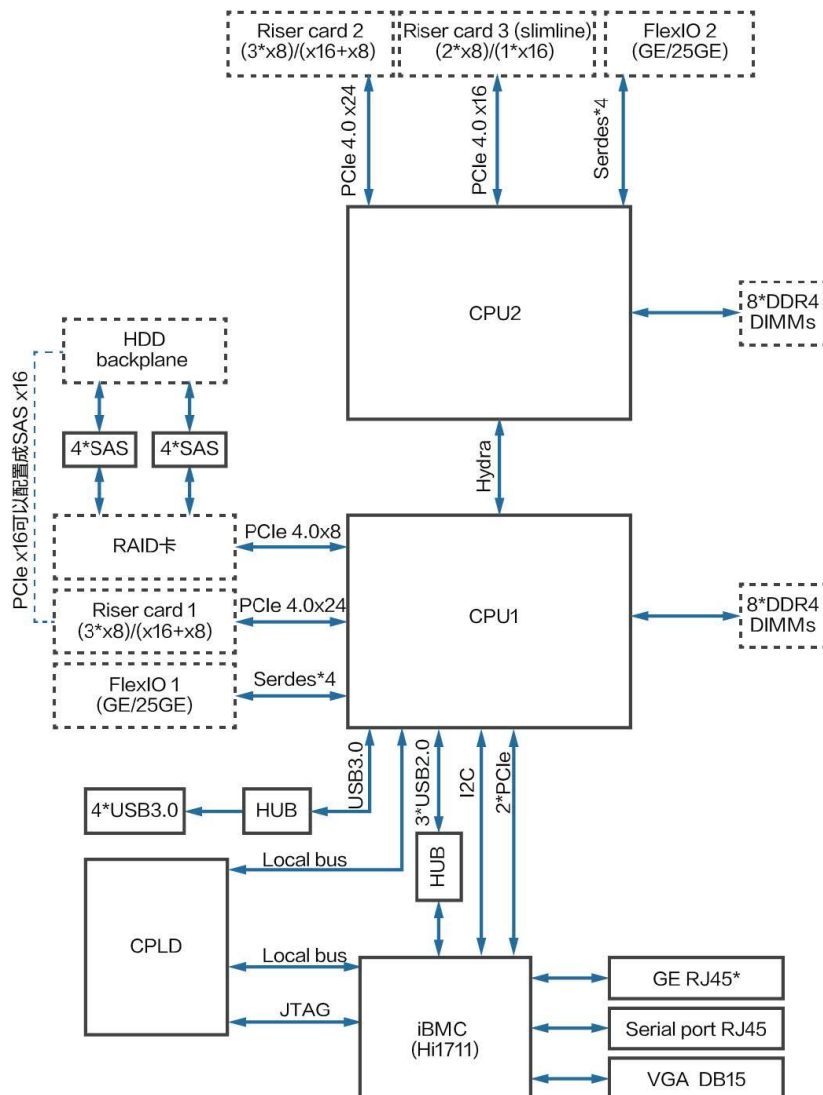 Riser card 2
(3*x8)/(x16+x8)
Riser card 3 (slimline)
(2*x8)/(1*x16)
FlexIO 2
(GE/25GE)
PCIe 4.0 x24
PCIe 4.0 x16
Serdes*4
CPU2
8*DDR4
DIMMs
HDD
backplane
4*SAS
4*SAS
PCIe x16可以配置成SAS x16
Hydra
RAID卡
PCIe 4.0x8
Riser card 1
(3*x8)/(x16+x8)
PCIe 4.0x24
CPU1
8*DDR4
DIMMs
FlexIO 1
(GE/25GE)
Serdes*4
USB3.0
3*USB2.0
I2C
2*PCIe
4*USB3.0
HUB
HUB
Local bus
CPLD
Local bus
JTAG
iBMC
(Hi1711)
GE RJ45*
Serial port RJ45
VGA DB15